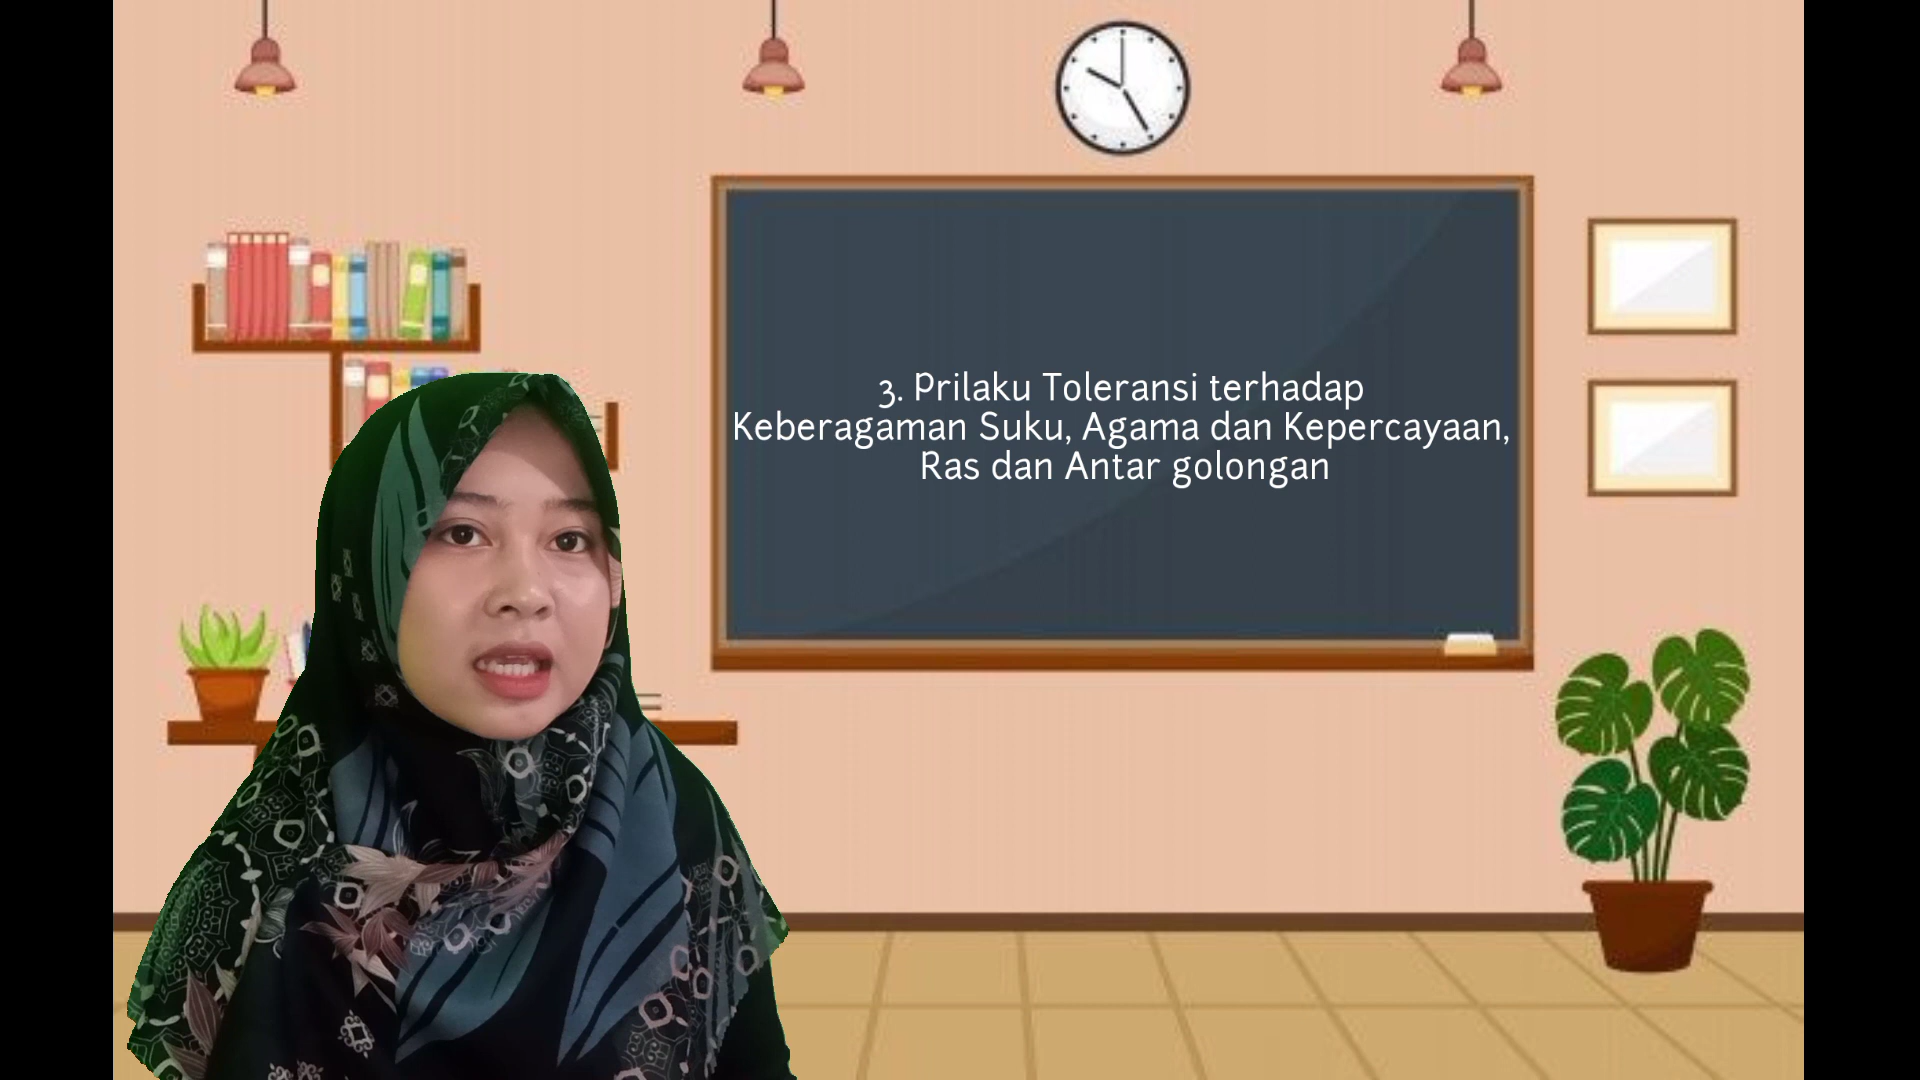 3. Prilaku Toleransi terhadap
Keberagaman Suku, Agama dan Kepercayaan,
Ras dan Antar golongan